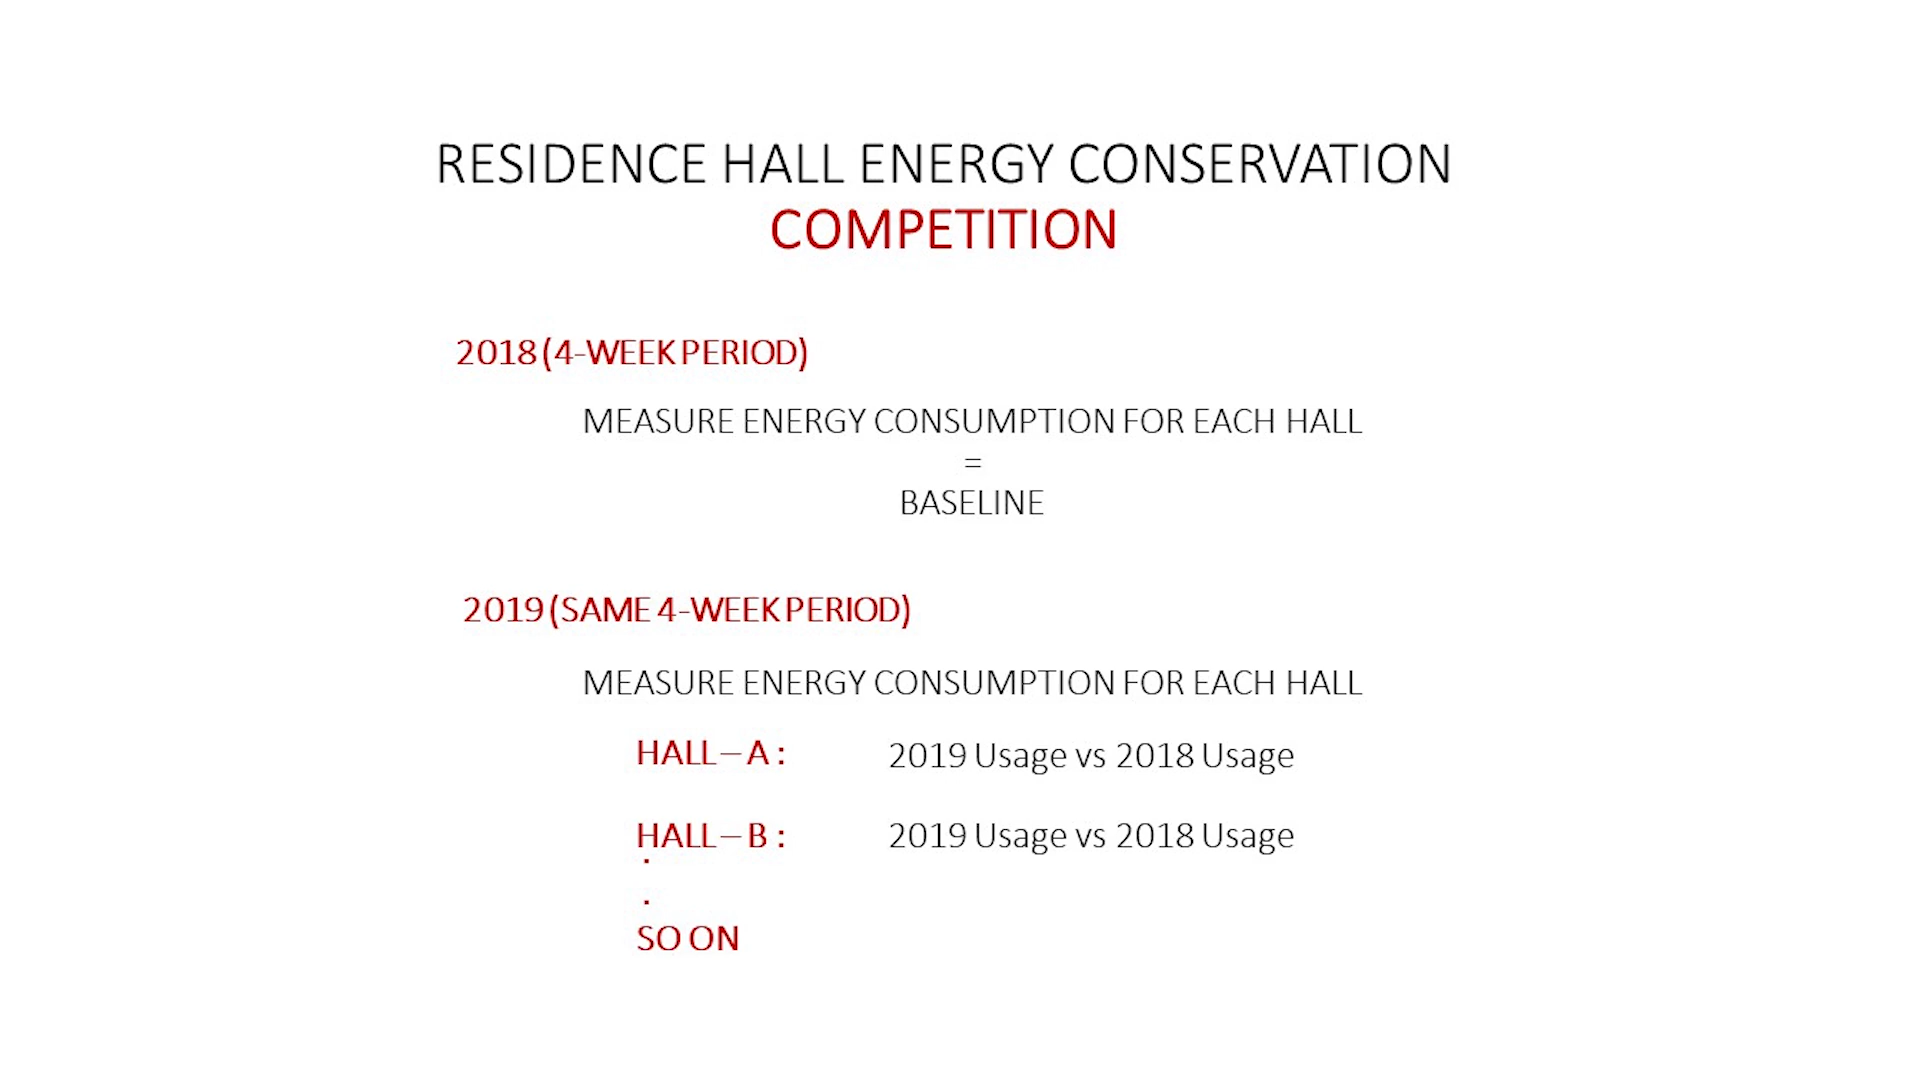 RESIDENCE HALL ENERGY CONSERVATION
COMPETITION
2018 (4-WEEK PERIOD)
MEASURE ENERGY CONSUMPTION FOR EACH HALL
=
BASELINE
2019 (SAME 4-WEEK PERIOD)
MEASURE ENERGY CONSUMPTION FOR EACH HALL
HALL – A : 2019 Usage vs 2018 Usage
HALL – B : 2019 Usage vs 2018 Usage
.
.
SO ON